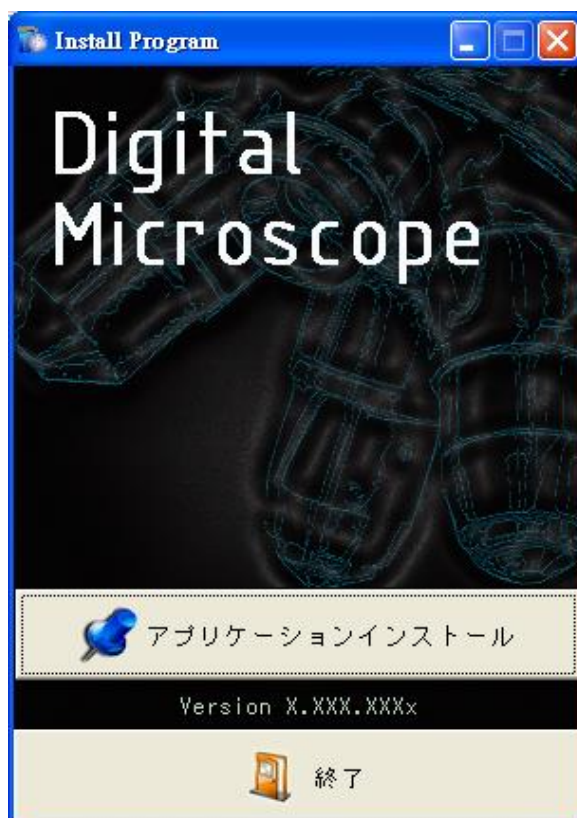 Install Program
Digital
Microscope
アプリケーションインストール
Version X.XXX.XXXx
終了